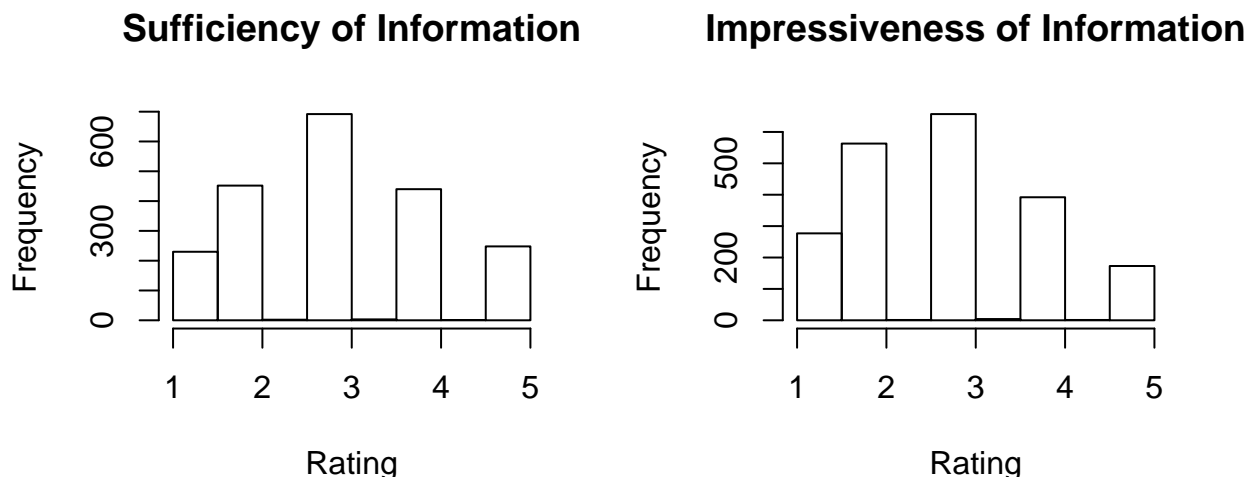 Sufficiency of Information
Frequency
0
300
600
1 2 3 4 5
Rating
Impressiveness of Information
Frequency
0
200
500
1 2 3 4 5
Rating